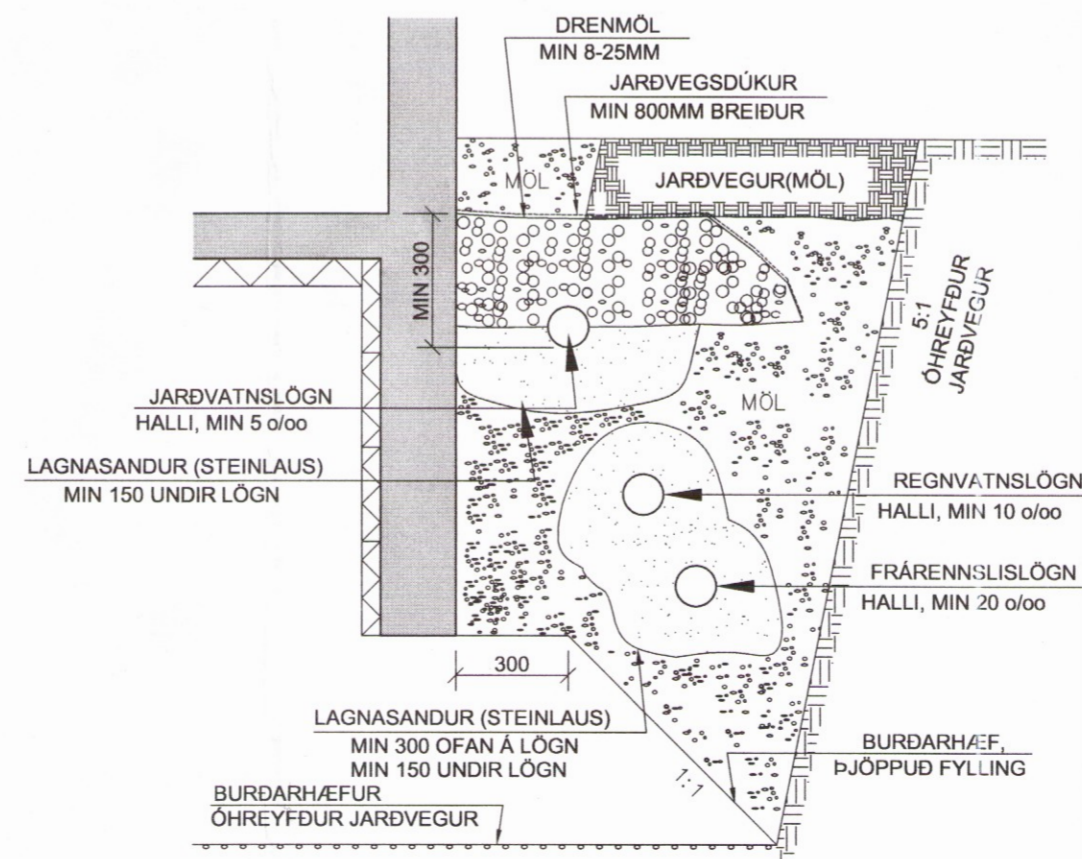 DRENMÖL
MIN 8-25MM
JARÐVEGSDÚKUR
MIN 800MM BREIÐUR
MÖL
JARÐVEGUR(MÖL)
MIN 300
5:1
ÓHREYFÐUR
JARÐVEGUR
JARÐVATNSLÖGN
HALLI, MIN 5 o/oo
MÖL
LAGNASANDUR (STEINLAUS)
MIN 150 UNDIR LÖGN
REGNVATNSLÖGN
HALLI, MIN 10 o/oo
FRÁRENNSLISLÖGN
HALLI, MIN 20 o/oo
300
LAGNASANDUR (STEINLAUS)
MIN 300 OFAN Á LÖGN
MIN 150 UNDIR LÖGN
1:1
BURÐARHÆF,
ÞJÖPPUÐ FYLLING
BURÐARHÆFUR
ÓHREYFÐUR JARÐVEGUR